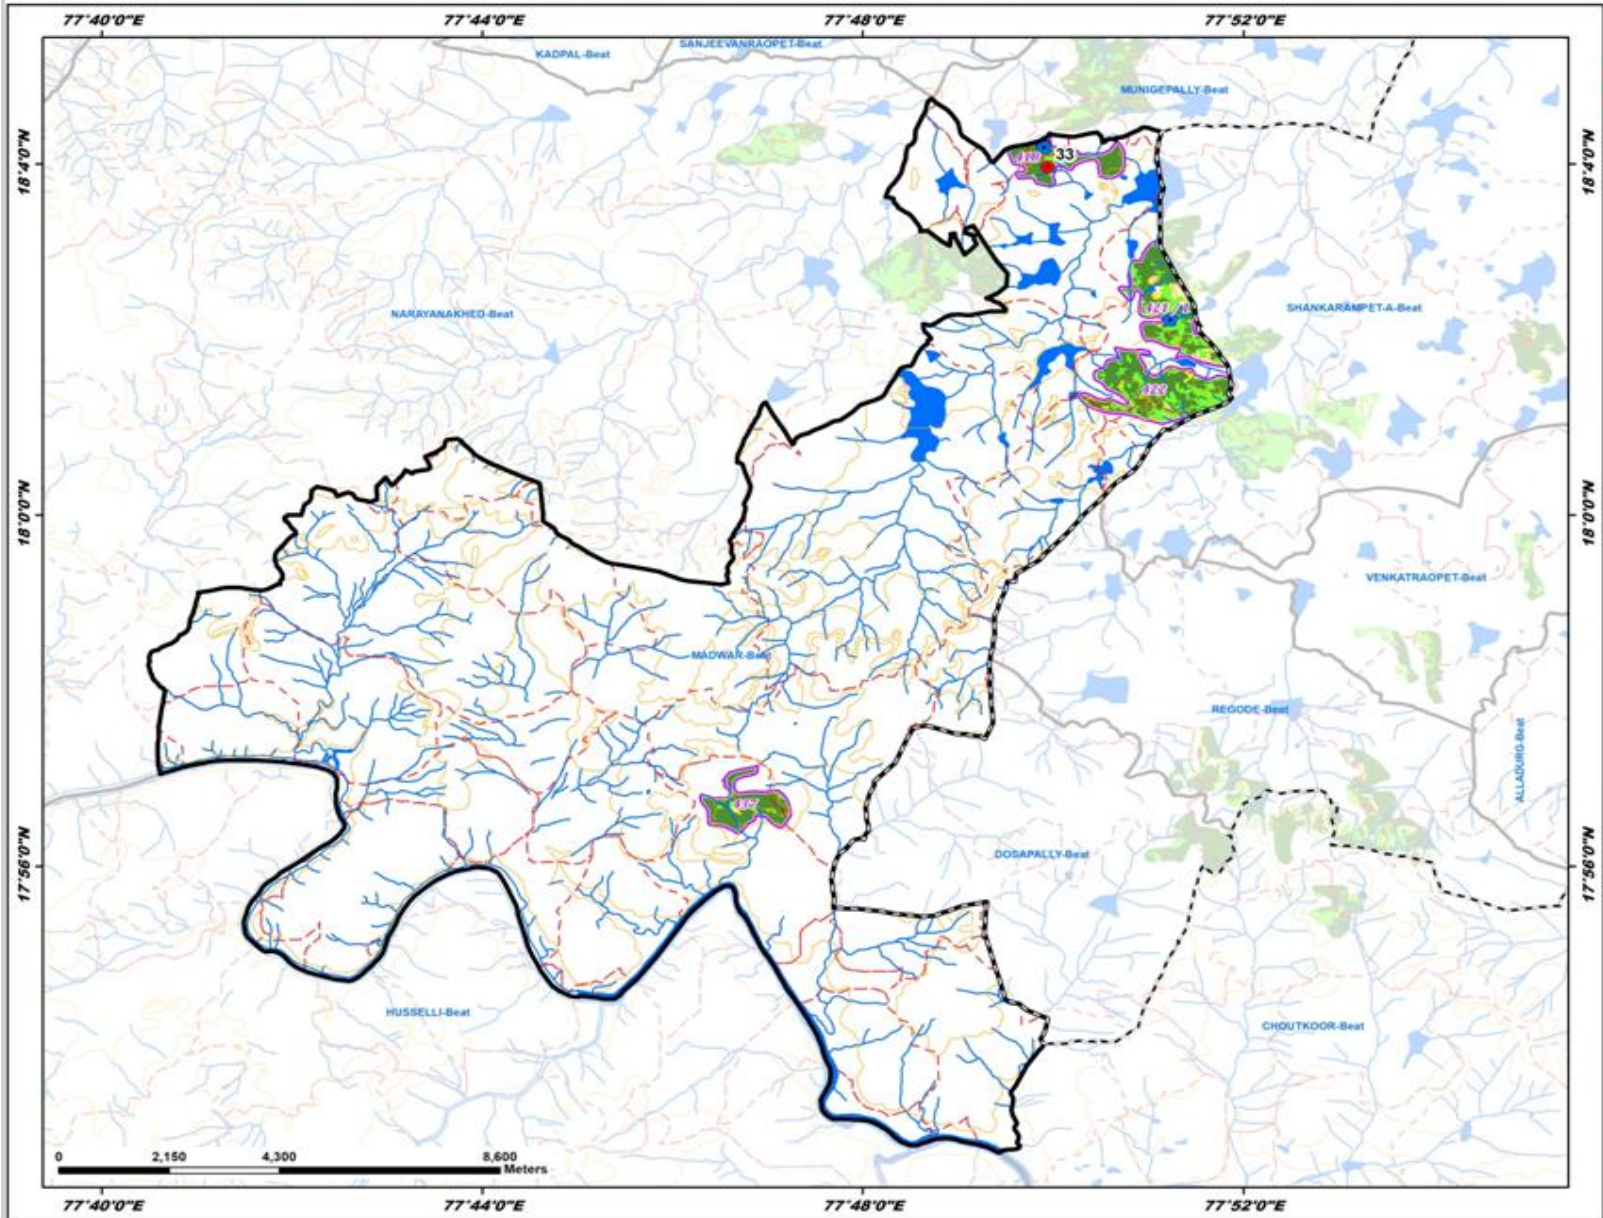 77°40'0"E 77°44'0"E 77°48'0"E 77°52'0"E
SANJEEVANRAOPET-Beat
KADPAL-Beat
MUNIGEPALLY-Beat
18°4'0"N
33
18°4'0"N
NARAYANAKHED-Beat
SHANKARAMPET-A-Beat
422
18°0'0"N
18°0'0"N
VENKATRAOPET-Beat
MADWAR-Beat
REGODE-Beat
ALLADURG-Beat
437
17°56'0"N
DOSAPALLY-Beat
17°56'0"N
HUSSELLI-Beat
CHOUTKOOR-Beat
0 2,150 4,300 8,600
Meters
77°40'0"E 77°44'0"E 77°48'0"E 77°52'0"E